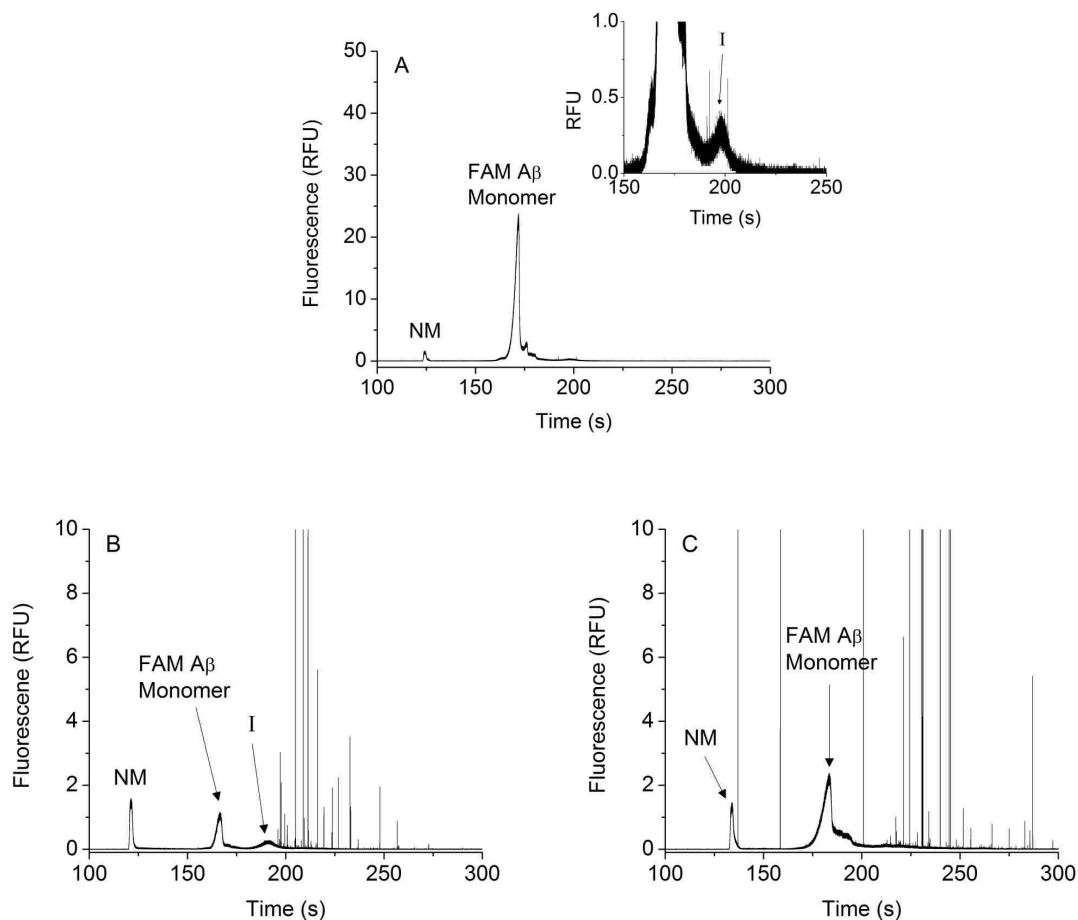 A
50
40
30
20
10
0
Fluorescence (RFU)
NM
FAM Aβ
Monomer
100 150 200 250 300
Time (s)
I
1.0
0.5
0.0
RFU
150 200 250
Time (s)
B
10
8
6
4
2
0
Fluorescene (RFU)
FAM Aβ
Monomer
I
NM
100 150 200 250 300
Time (s)
C
10
8
6
4
2
0
Fluorescence (RFU)
FAM Aβ
Monomer
NM
100 150 200 250 300
Time (s)